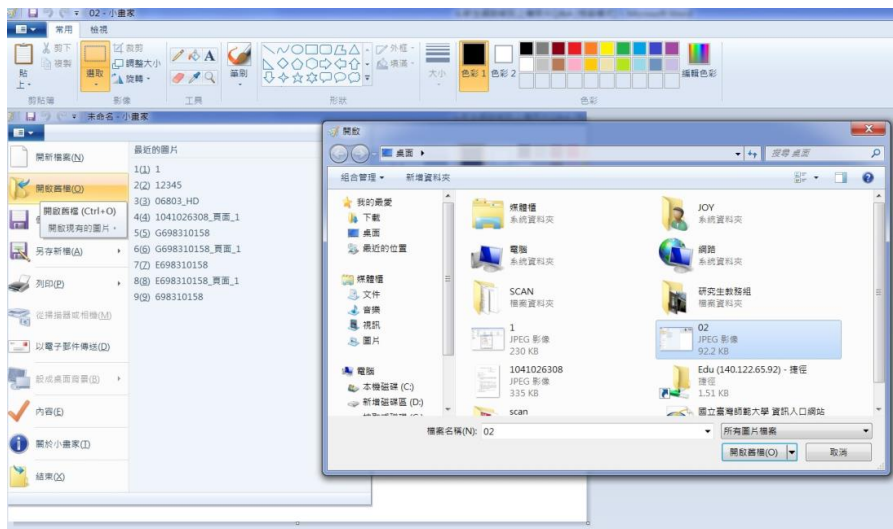 02 - 小畫家
常用 檢視
貼上
剪下
複製
剪貼簿
選取
裁剪
調整大小
旋轉
影像
工具
筆刷
外框
填滿
圖形
大小
色彩 1 色彩 2
編輯色彩
色彩
未命名 - 小畫家
開新檔案(N)
開啟舊檔(O)
開啟舊檔 (Ctrl+O)
開啟現有的圖片。
另存新檔(A)
列印(P)
從掃描器或相機(M)
以電子郵件傳送(D)
設成桌面背景(B)
內容(E)
關於小畫家(T)
結束(X)
最近的圖片
1(1) 1
2(2) 12345
3(3) 06803_HD
4(4) 1041026308_頁面_1
5(5) G698310158
6(6) G698310158_頁面_1
7(7) E698310158
8(8) E698310158_頁面_1
9(9) 698310158
開啟
桌面
搜尋 桌面
組合管理 新增資料夾
我的最愛
下載
桌面
最近的位置
媒體櫃
文件
音樂
視訊
圖片
電腦
本機磁碟 (C:)
新增磁碟區 (D:)
媒體櫃
系統資料夾
JOY
系統資料夾
電腦
系統資料夾
網路
系統資料夾
SCAN
檔案資料夾
研究生教務組
檔案資料夾
1
JPEG 影像
230 KB
02
JPEG 影像
92.2 KB
1041026308
JPEG 影像
335 KB
Edu (140.122.65.92) - 捷徑
捷徑
1.51 KB
scan
國立臺灣師範大學 資訊入口網站
檔案名稱(N): 02
所有圖片檔案
開啟舊檔(O) 取消